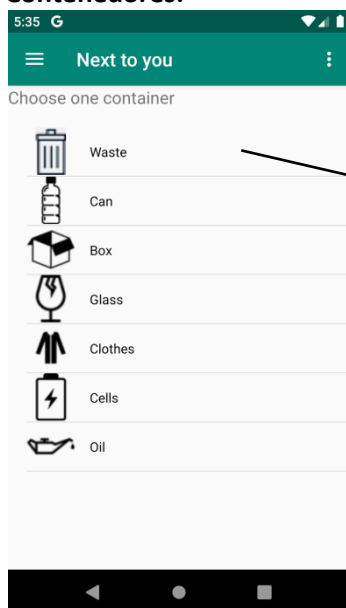 Contenedores.
5:35 G
Next to you
Choose one container
Waste
Can
Box
Glass
Clothes
Cells
Oil